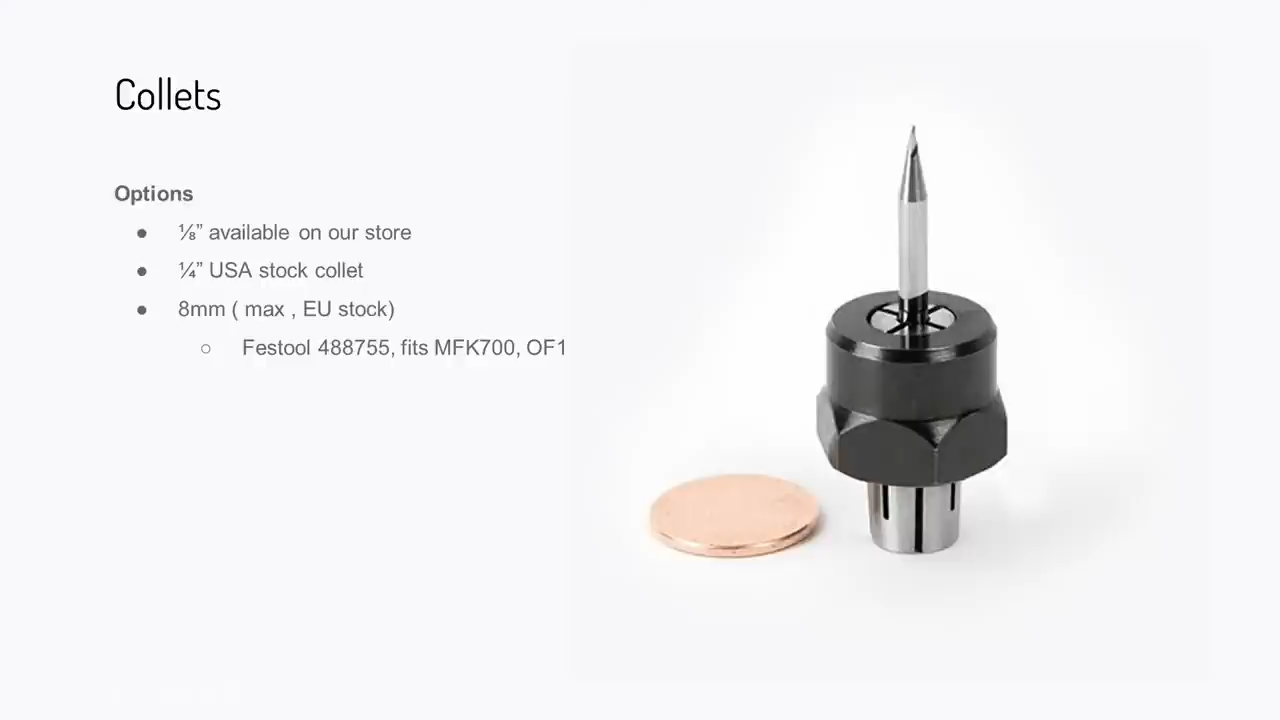 Collets
Options
● ⅛” available on our store
● ¼” USA stock collet
● 8mm ( max , EU stock)
○ Festool 488755, fits MFK700, OF1